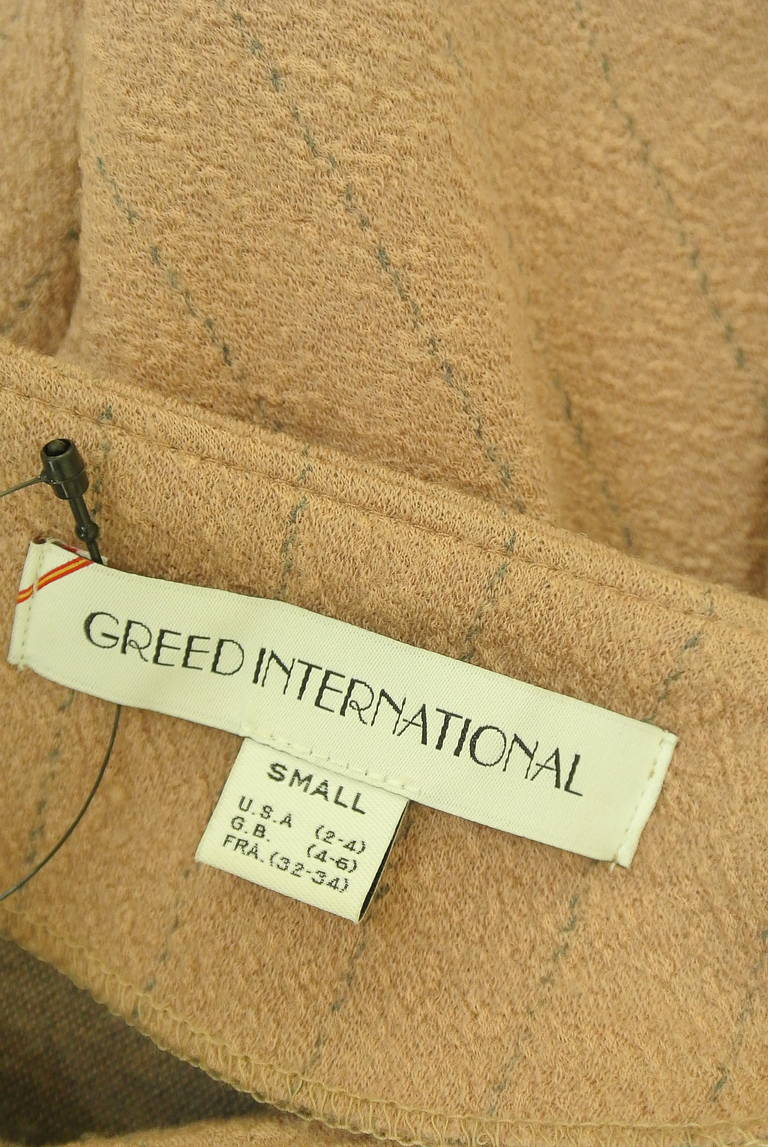 GREED INTERNATIONAL
SMALL
U.S.A (2-4)
G.B. (4-6)
FRA.(32-34)